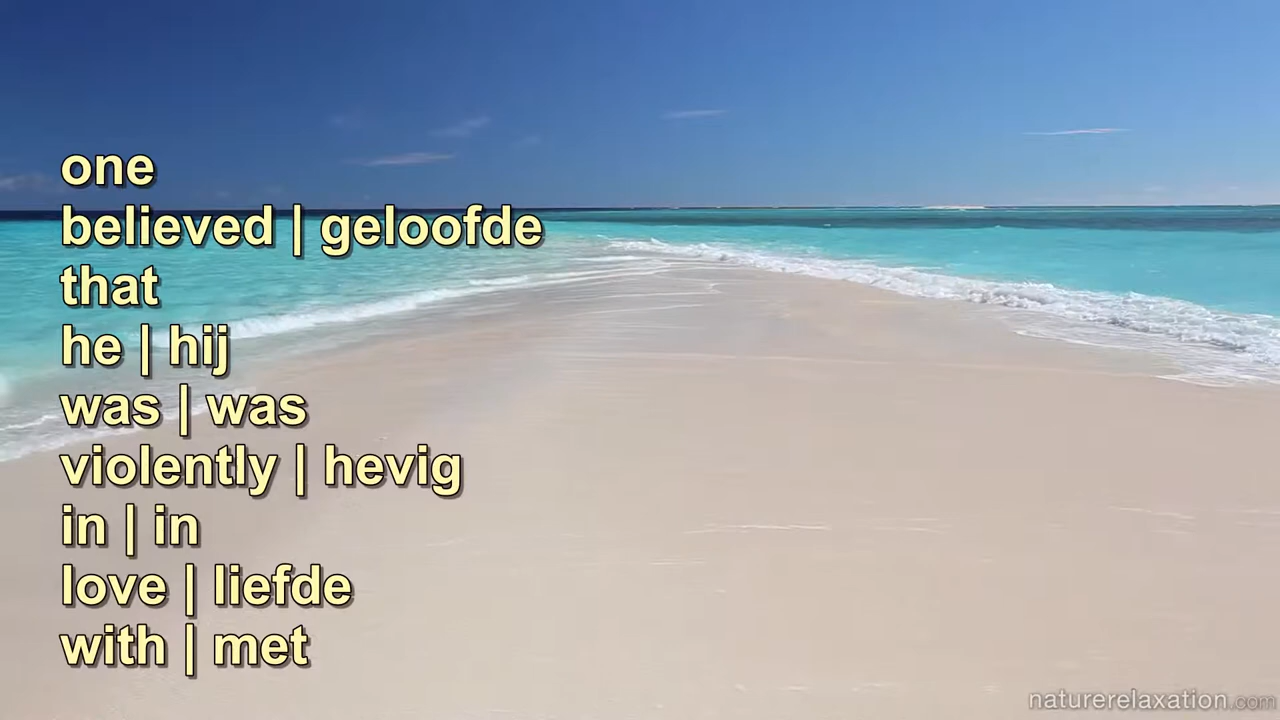 one
believed | geloofde
that
he | hij
was | was
violently | hevig
in | in
love | liefde
with | met
naturerelaxation.com